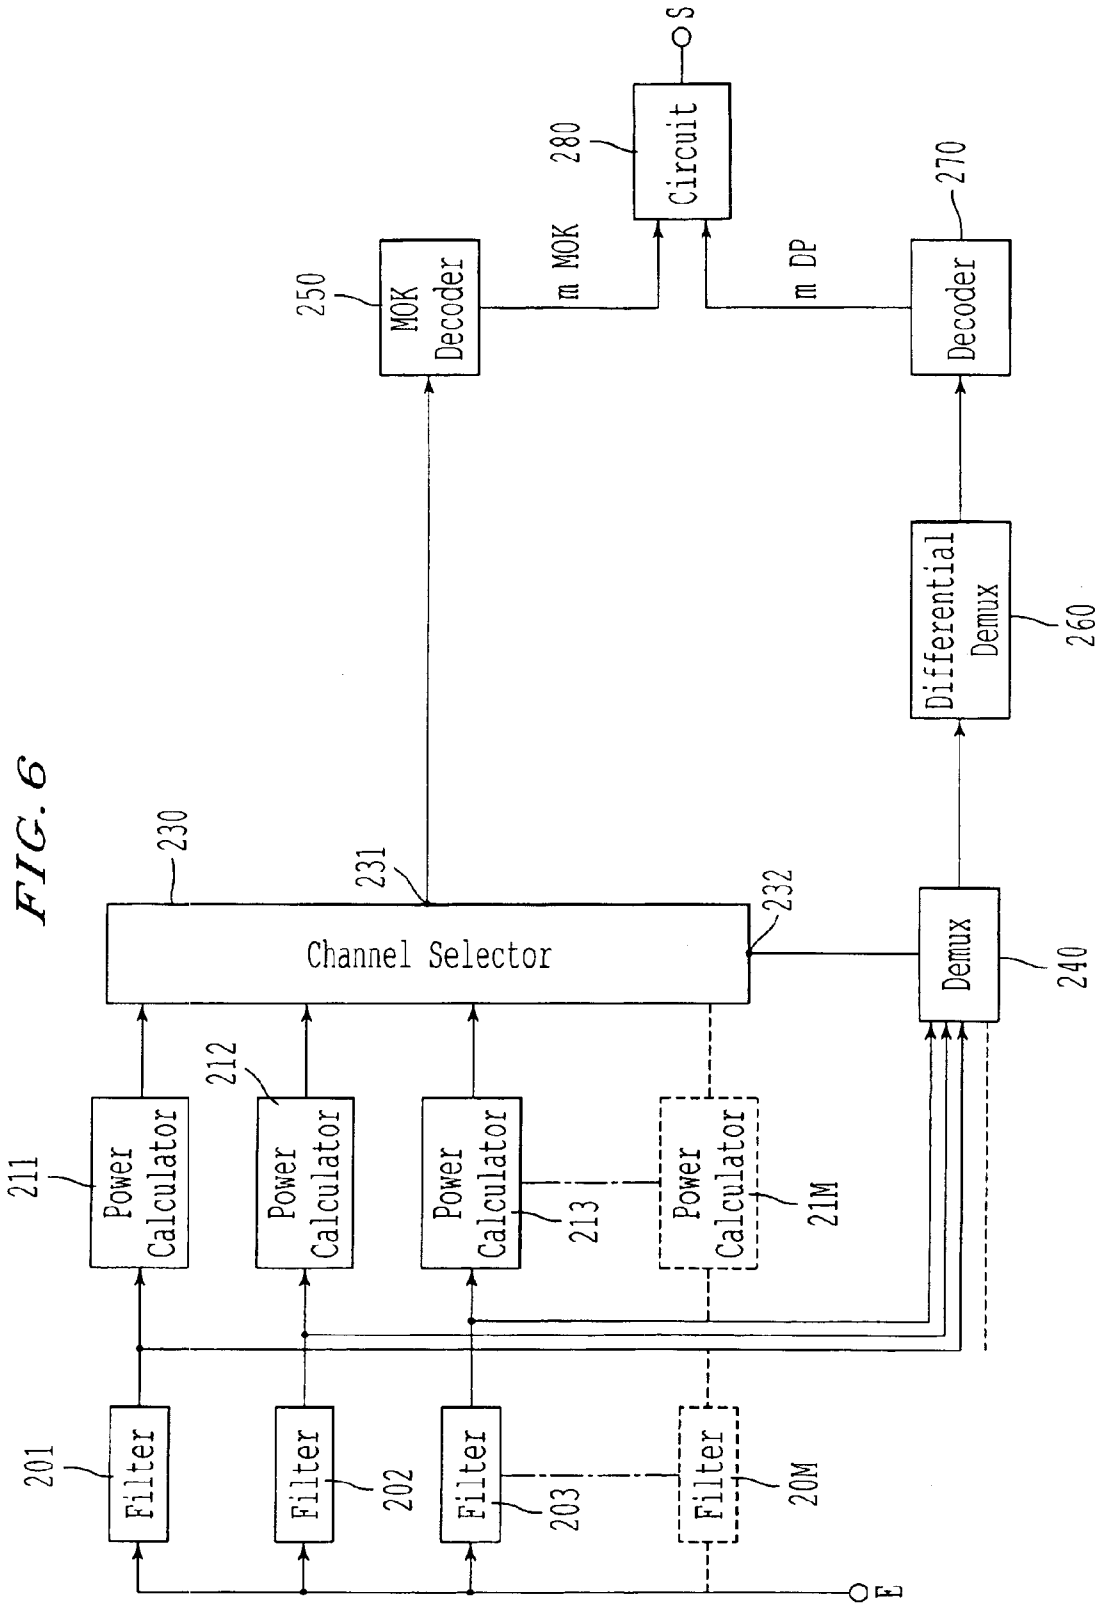 FIG. 6
201
Filter
202
Filter
203
Filter
20M
Filter
E
211
Power
Calculator
212
Power
Calculator
213
Power
Calculator
21M
Power
Calculator
230
Channel Selector
231
232
240
Demux
250
MOK
Decoder
m MOK
260
Differential
Demux
270
Decoder
m DP
280
Circuit
S